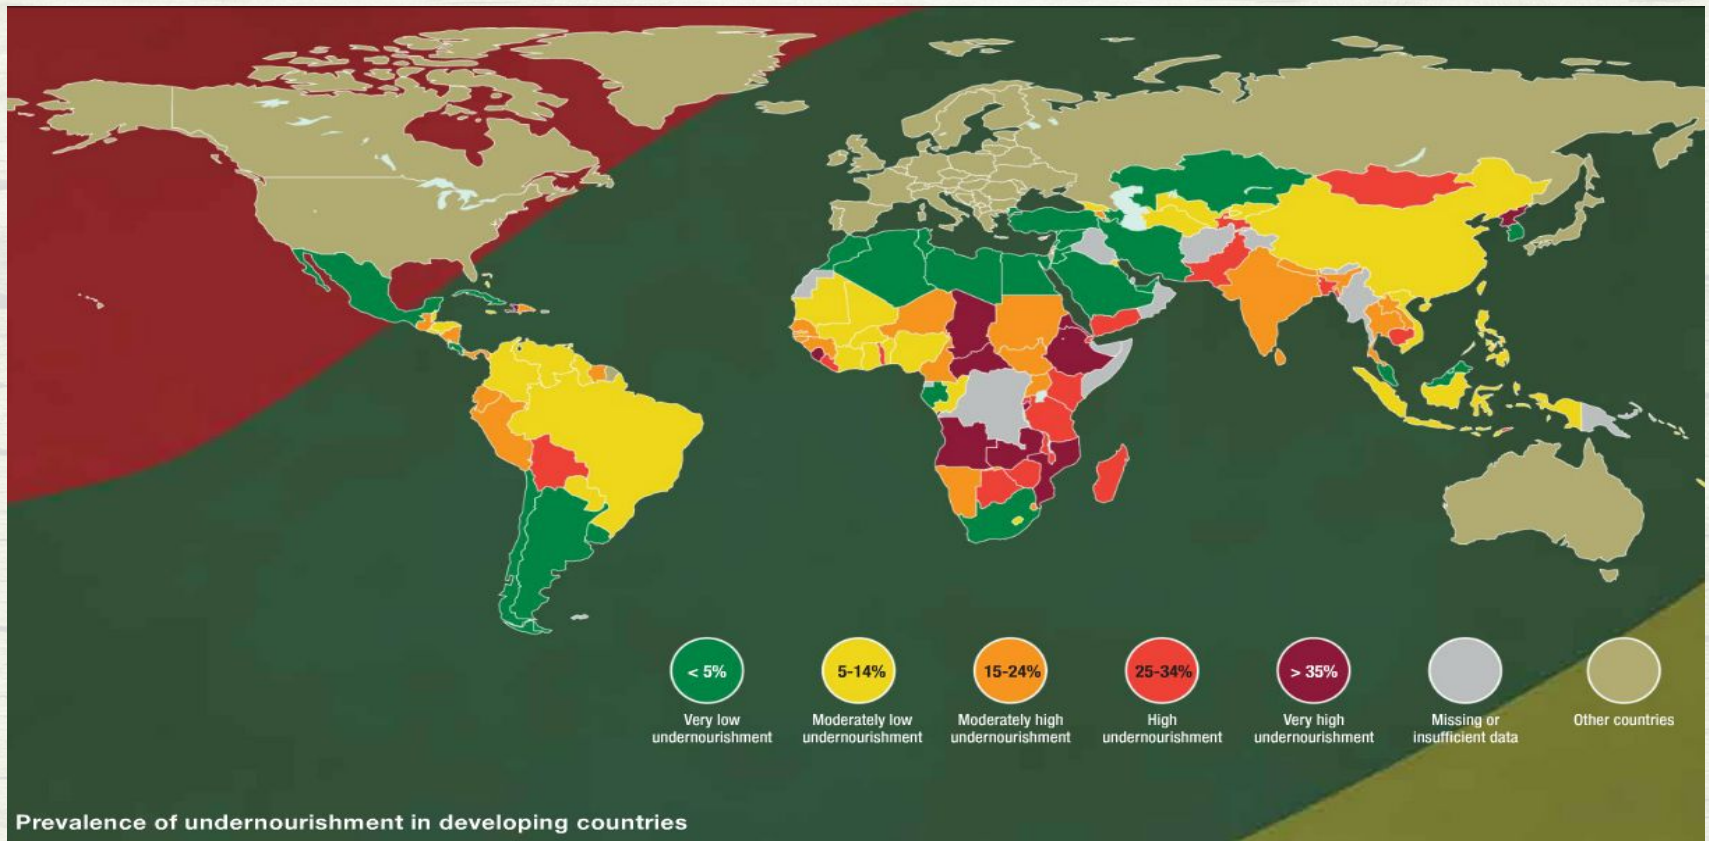 < 5%
Very low
undernourishment
5-14%
Moderately low
undernourishment
15-24%
Moderately high
undernourishment
25-34%
High
undernourishment
> 35%
Very high
undernourishment
Missing or
insufficient data
Other countries
Prevalence of undernourishment in developing countries